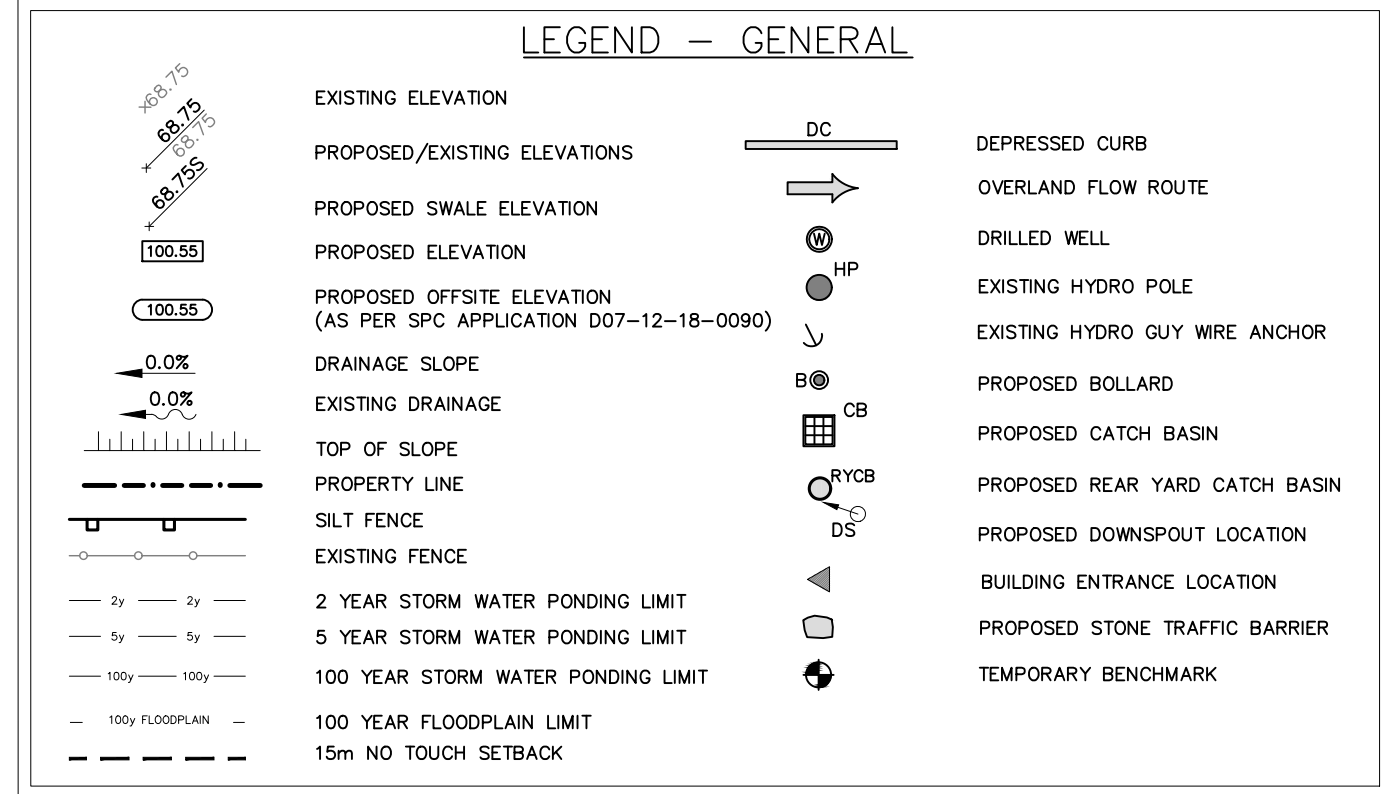 LEGEND - GENERAL
x68.75
EXISTING ELEVATION
68.75
68.75
PROPOSED/EXISTING ELEVATIONS
68.75S
PROPOSED SWALE ELEVATION
100.55
PROPOSED ELEVATION
100.55
PROPOSED OFFSITE ELEVATION
(AS PER SPC APPLICATION D07-12-18-0090)
0.0%
DRAINAGE SLOPE
0.0%
EXISTING DRAINAGE
TOP OF SLOPE
PROPERTY LINE
SILT FENCE
EXISTING FENCE
2y 2y
2 YEAR STORM WATER PONDING LIMIT
5y 5y
5 YEAR STORM WATER PONDING LIMIT
100y 100y
100 YEAR STORM WATER PONDING LIMIT
100y FLOODPLAIN
100 YEAR FLOODPLAIN LIMIT
15m NO TOUCH SETBACK
DC
DEPRESSED CURB
OVERLAND FLOW ROUTE
W
DRILLED WELL
HP
EXISTING HYDRO POLE
EXISTING HYDRO GUY WIRE ANCHOR
B
PROPOSED BOLLARD
CB
PROPOSED CATCH BASIN
RYCB
PROPOSED REAR YARD CATCH BASIN
DS
PROPOSED DOWNSPOUT LOCATION
BUILDING ENTRANCE LOCATION
PROPOSED STONE TRAFFIC BARRIER
TEMPORARY BENCHMARK